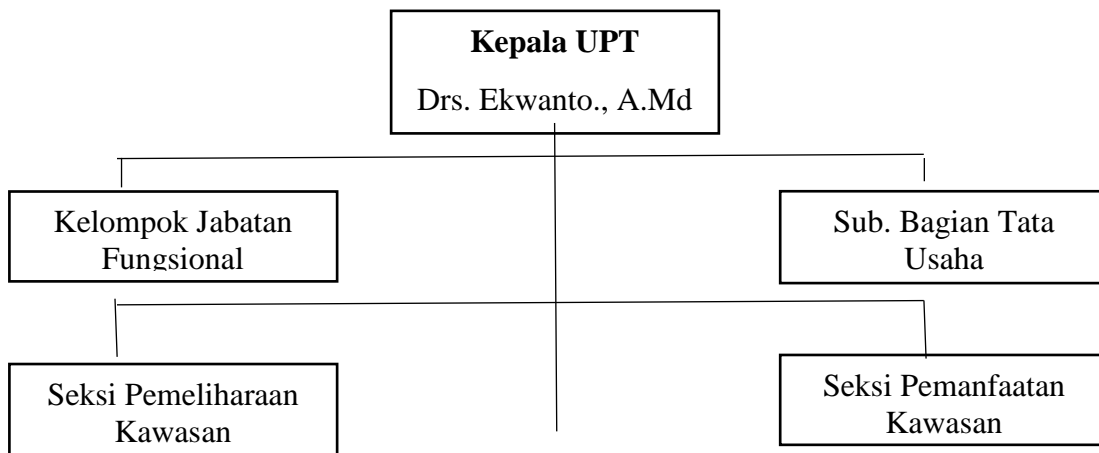 Kepala UPT
Drs. Ekwanto., A.Md
Kelompok Jabatan
Fungsional
Sub. Bagian Tata
Usaha
Seksi Pemeliharaan
Kawasan
Seksi Pemanfaatan
Kawasan